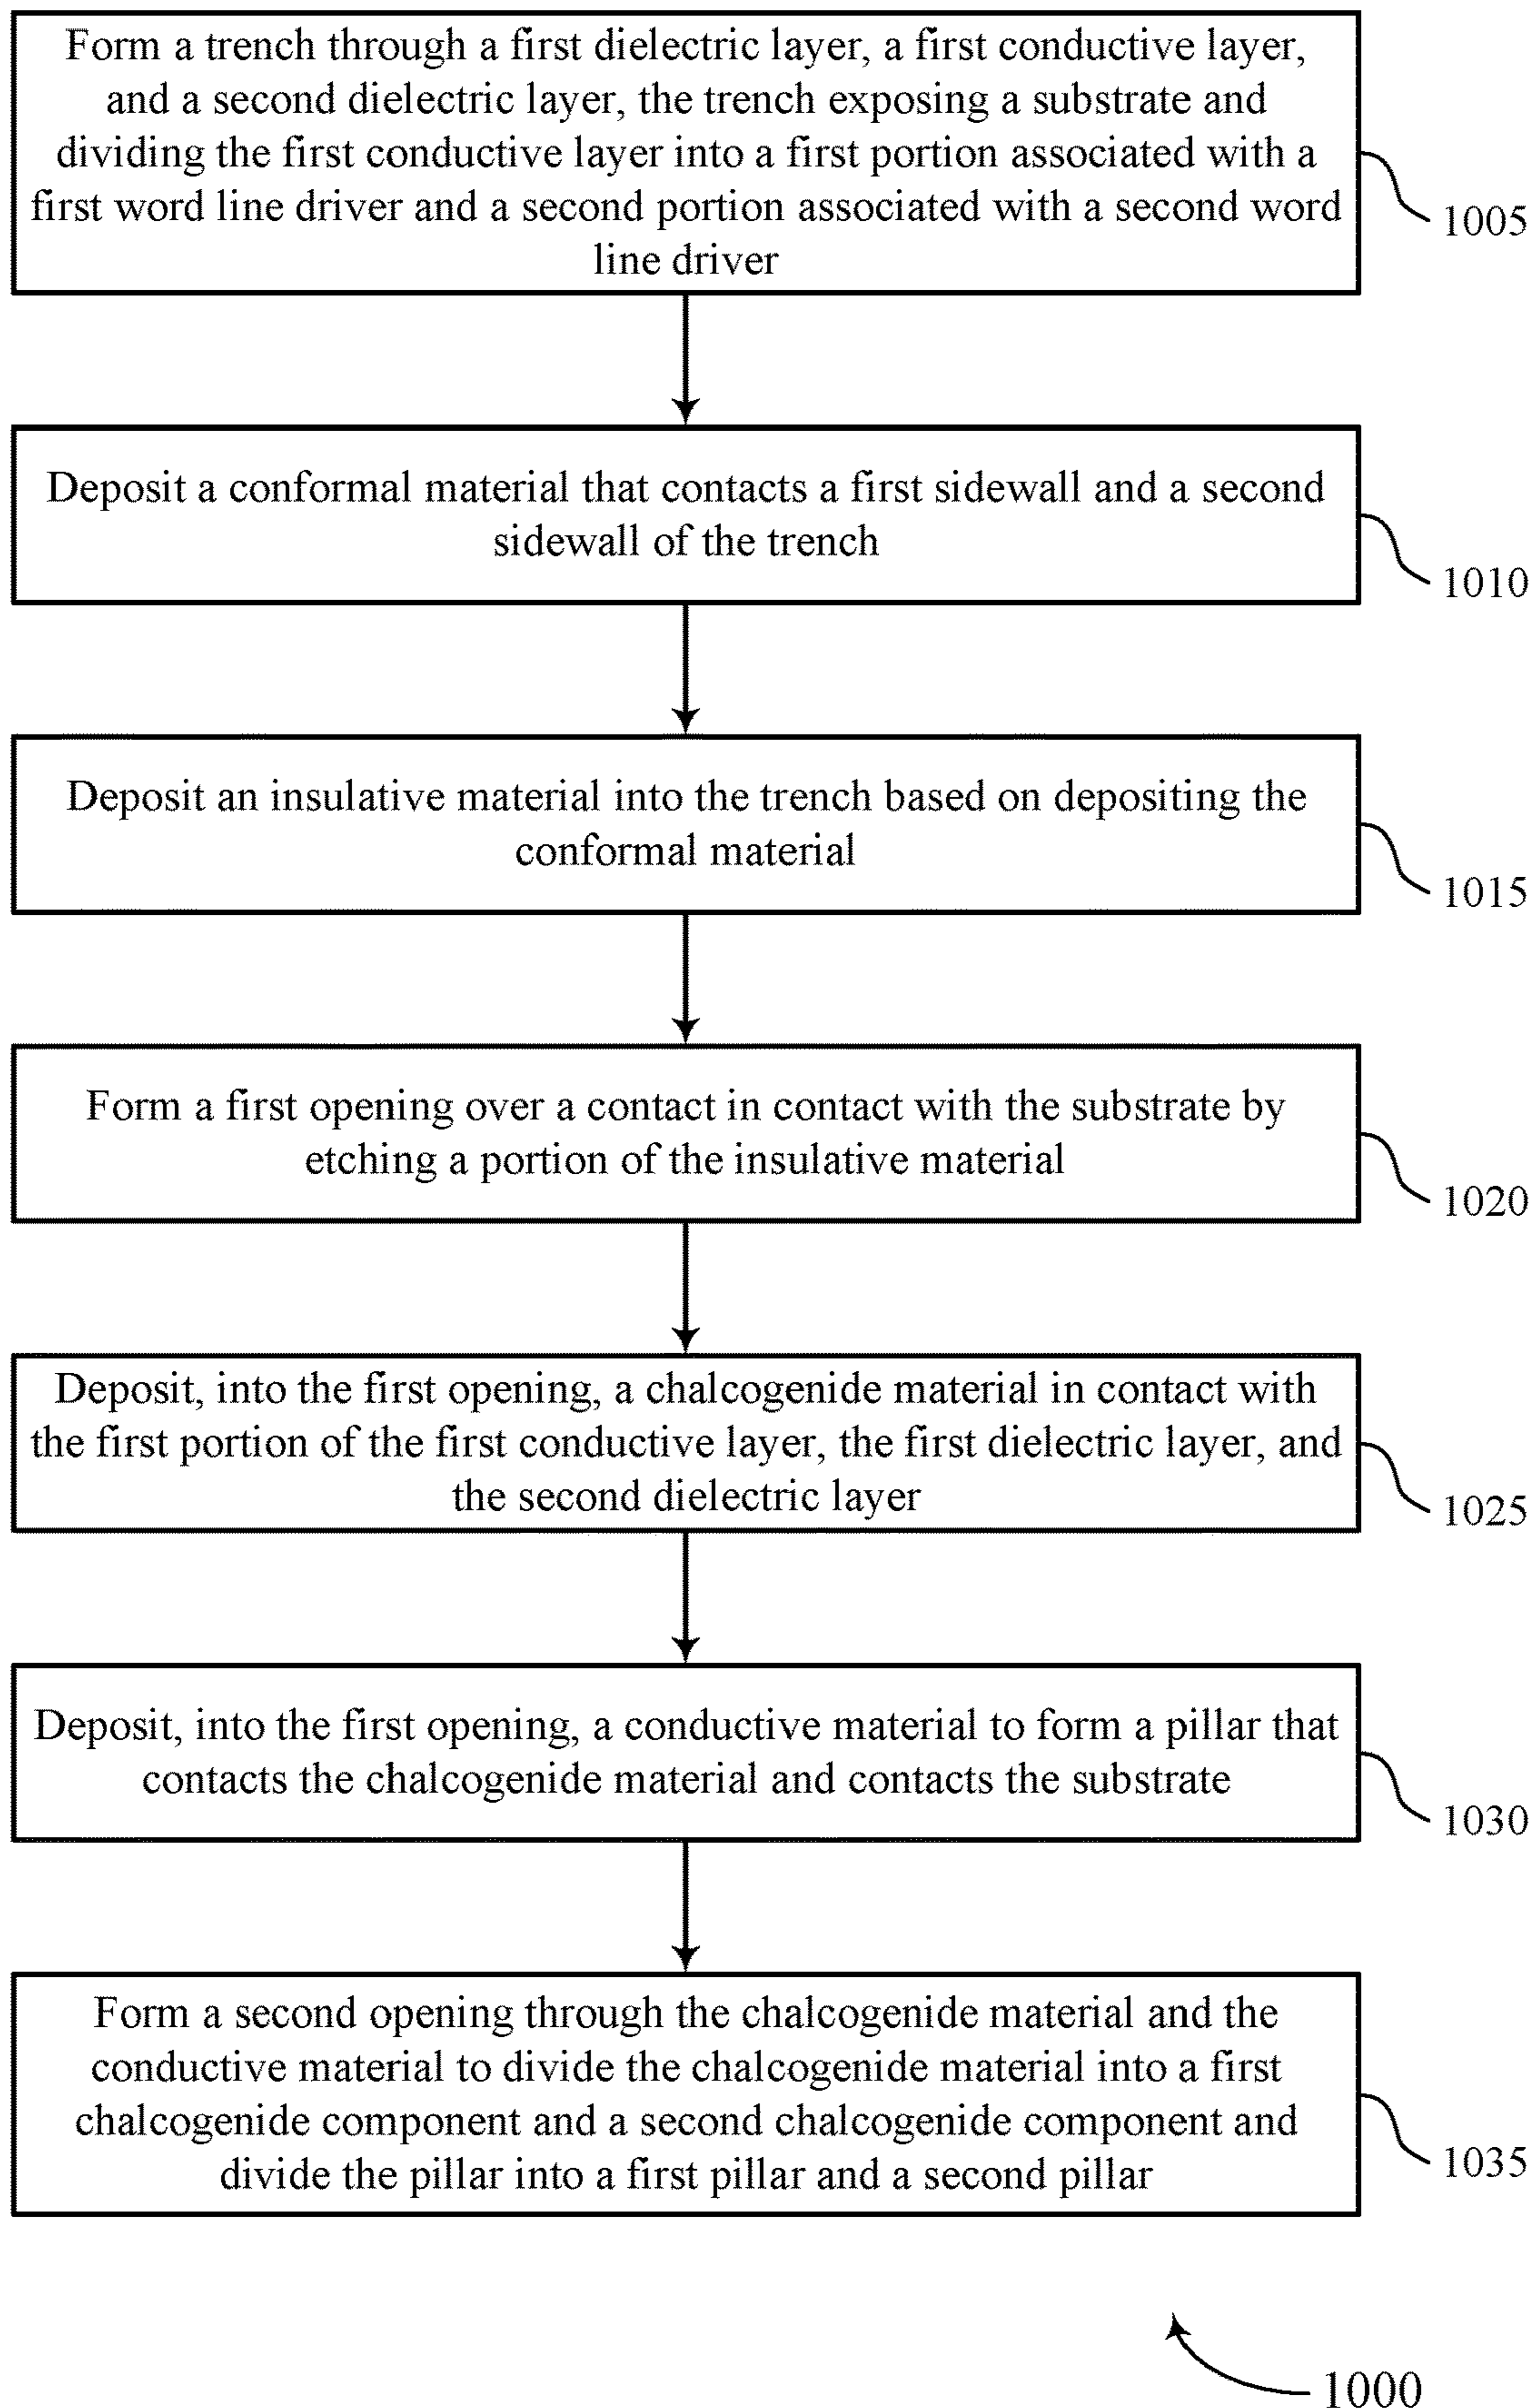 Form a trench through a first dielectric layer, a first conductive layer,
and a second dielectric layer, the trench exposing a substrate and
dividing the first conductive layer into a first portion associated with a
first word line driver and a second portion associated with a second word
line driver
1005
Deposit a conformal material that contacts a first sidewall and a second
sidewall of the trench
1010
Deposit an insulative material into the trench based on depositing the
conformal material
1015
Form a first opening over a contact in contact with the substrate by
etching a portion of the insulative material
1020
Deposit, into the first opening, a chalcogenide material in contact with
the first portion of the first conductive layer, the first dielectric layer, and
the second dielectric layer
1025
Deposit, into the first opening, a conductive material to form a pillar that
contacts the chalcogenide material and contacts the substrate
1030
Form a second opening through the chalcogenide material and the
conductive material to divide the chalcogenide material into a first
chalcogenide component and a second chalcogenide component and
divide the pillar into a first pillar and a second pillar
1035
1000